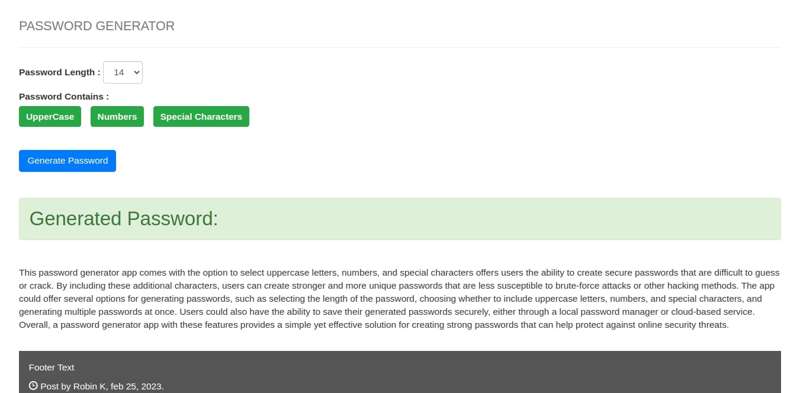 PASSWORD GENERATOR
Password Length : 14
Password Contains :
UpperCase Numbers Special Characters
Generate Password
Generated Password:
This password generator app comes with the option to select uppercase letters, numbers, and special characters offers users the ability to create secure passwords that are difficult to guess
or crack. By including these additional characters, users can create stronger and more unique passwords that are less susceptible to brute-force attacks or other hacking methods. The app
could offer several options for generating passwords, such as selecting the length of the password, choosing whether to include uppercase letters, numbers, and special characters, and
generating multiple passwords at once. Users could also have the ability to save their generated passwords securely, either through a local password manager or cloud-based service.
Overall, a password generator app with these features provides a simple yet effective solution for creating strong passwords that can help protect against online security threats.
Footer Text
Post by Robin K, feb 25, 2023.